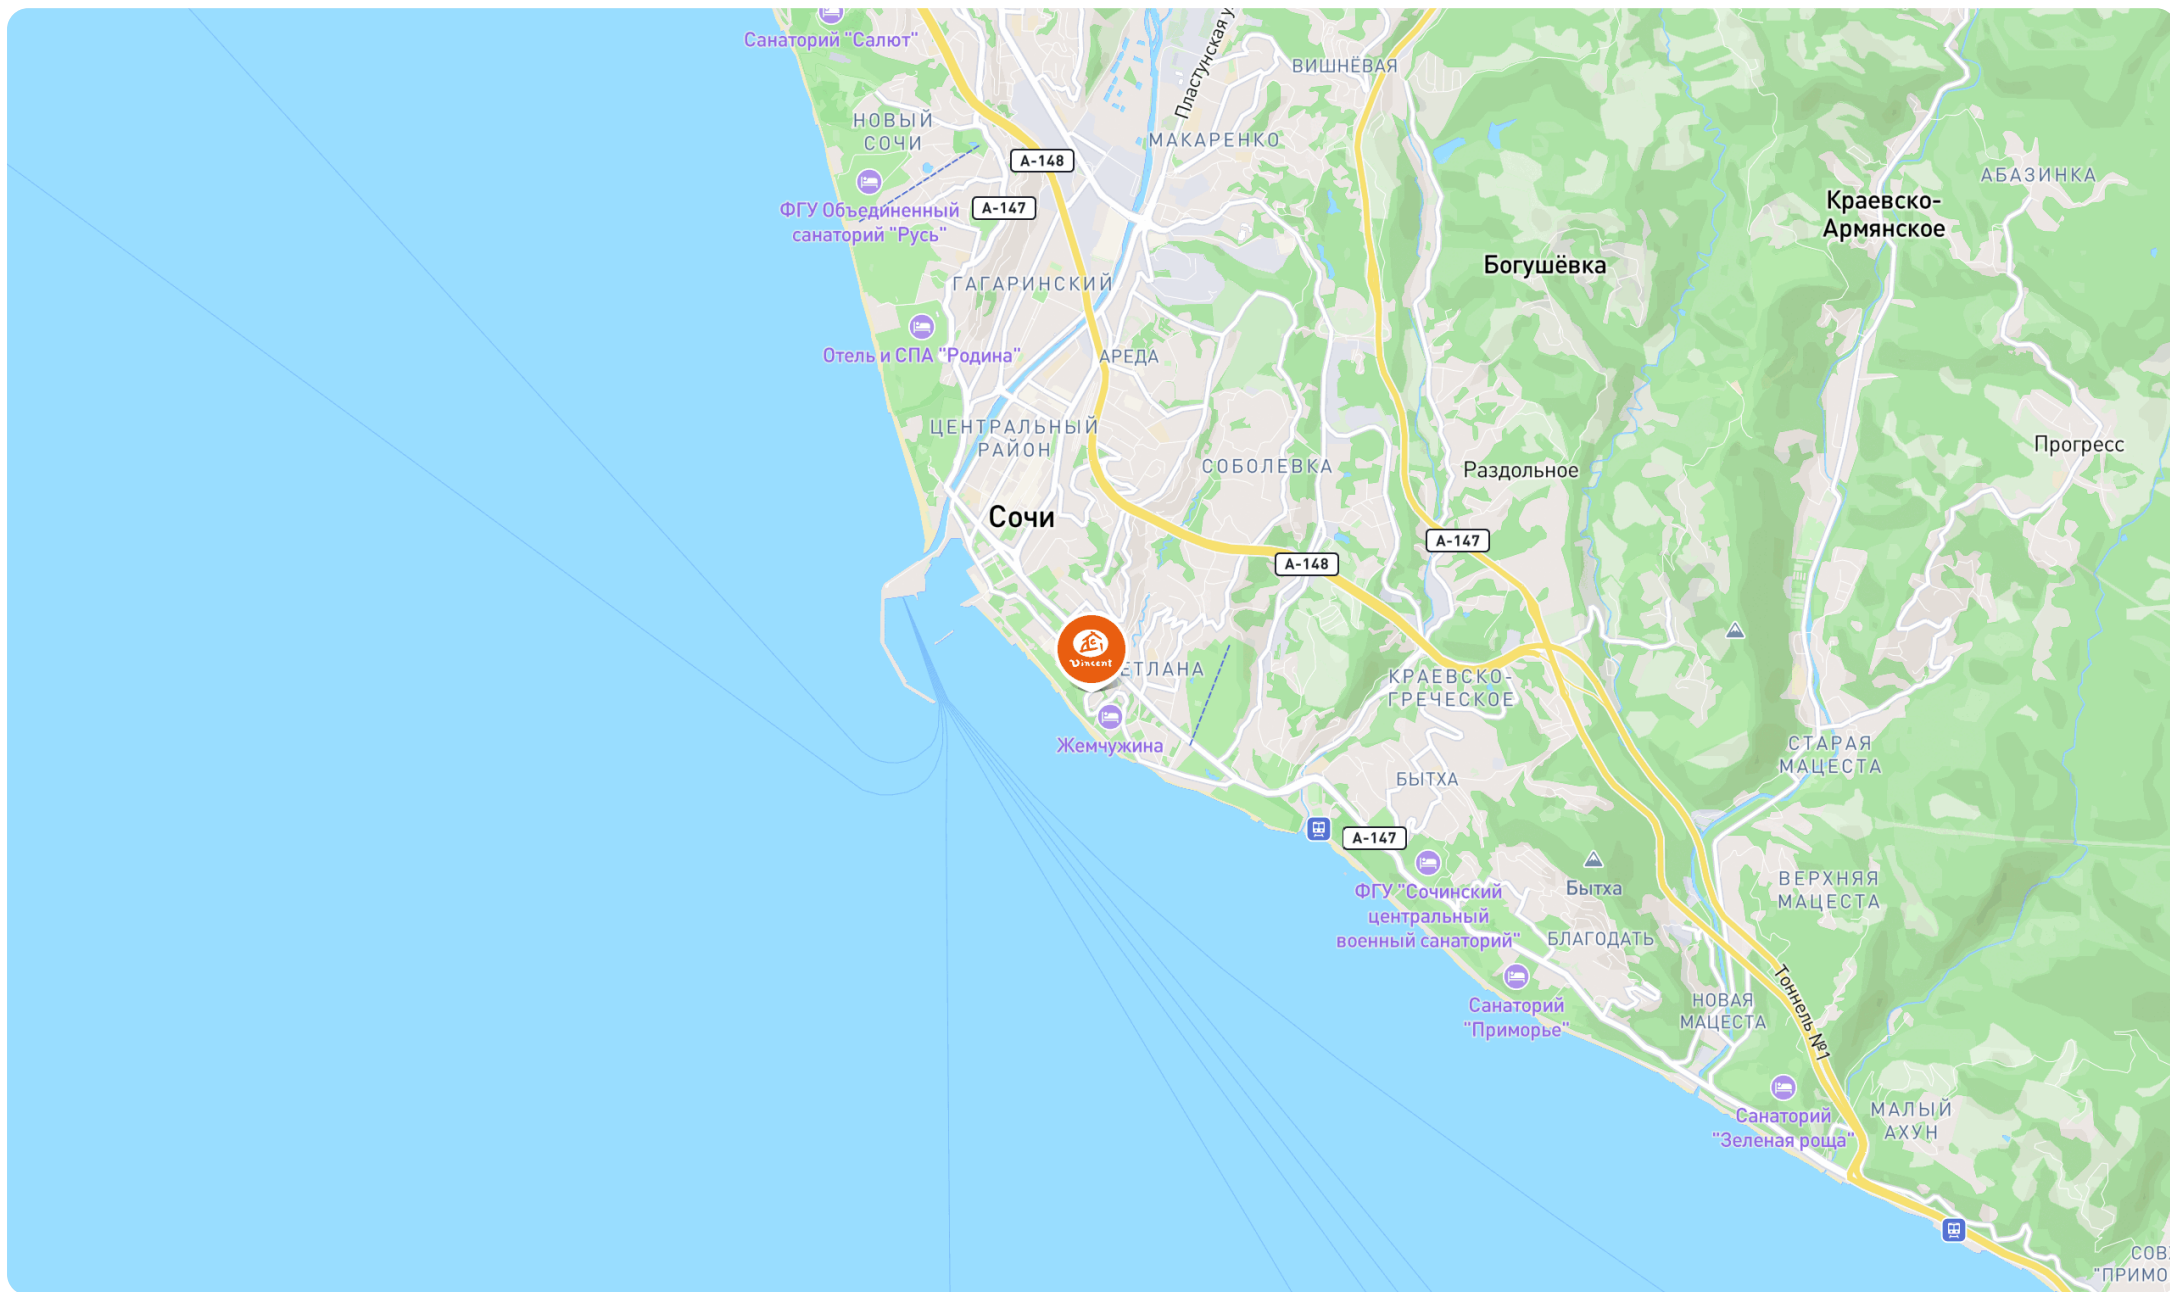 Санаторий "Салют"
Пластунская у
ВИШНЁВАЯ
НОВЫЙ
СОЧИ
МАКАРЕНКО
А-148
АБАЗИНКА
ФГУ Объединенный
санаторий "Русь"
А-147
Краевско-
Армянское
Богушёвка
ГАГАРИНСКИЙ
Отель и СПА "Родина"
АРЕДА
ЦЕНТРАЛЬНЫЙ
РАЙОН
СОБОЛЕВКА
Раздольное
Прогресс
Сочи
А-147
А-148
Vincent
ЕТЛАНА
КРАЕВСКО-
ГРЕЧЕСКОЕ
Жемчужина
СТАРАЯ
МАЦЕСТА
БЫТХА
А-147
ФГУ "Сочинский
центральный
военный санаторий"
Бытха
ВЕРХНЯЯ
МАЦЕСТА
БЛАГОДАТЬ
Санаторий
"Приморье"
НОВАЯ
МАЦЕСТА
Тоннель №1
Санаторий
"Зеленая роща"
МАЛЫЙ
АХУН
СОВ
"ПРИМО